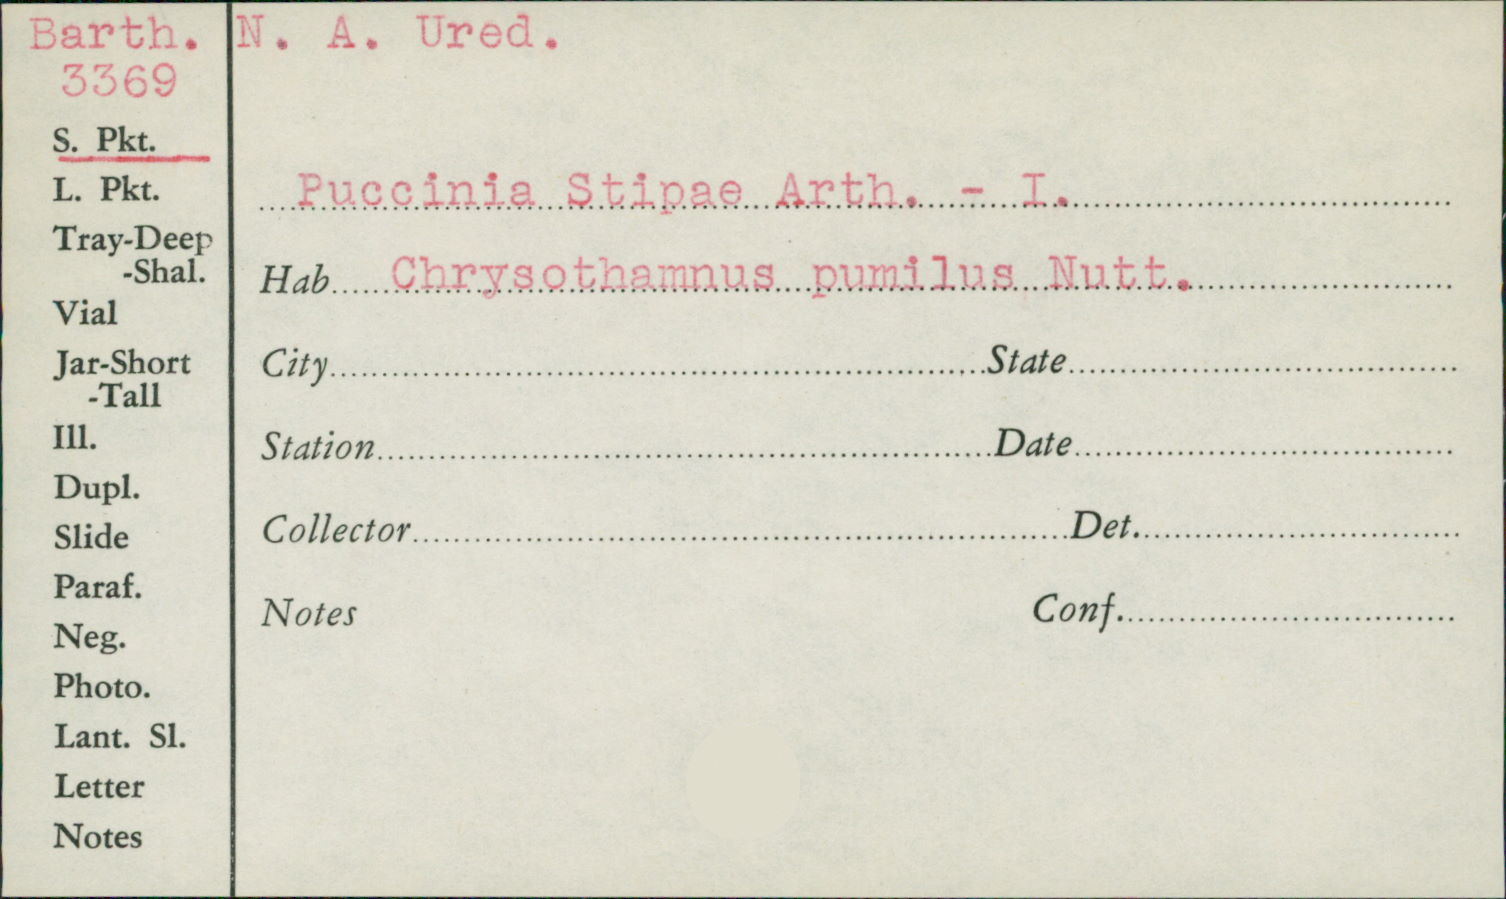 Barth. N. A. Ured.
3369
S. Pkt.
L. Pkt.
Tray-Deep
-Shal.
Vial
Jar-Short
-Tall
Ill.
Dupl.
Slide
Paraf.
Neg.
Photo.
Lant. Sl.
Letter
Notes
Puccinia Stipae Arth. - I.
Hab Chrysothamnus pumilus Nutt.
City State
Station Date
Collector Det.
Notes Conf.